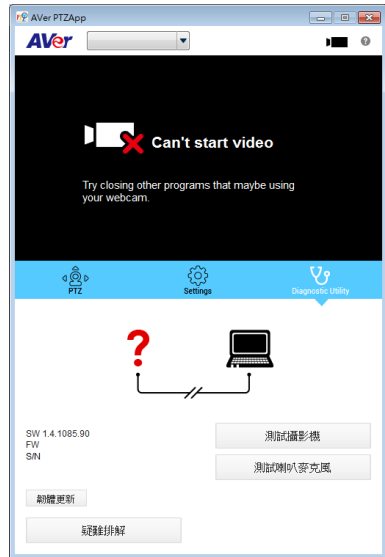 AVer PTZApp
AVer
Can't start video
Try closing other programs that maybe using
your webcam.
PTZ
Settings
Diagnostic Utility
?
SW 1.4.1085.90
FW
S/N
測試攝影機
測試喇叭麥克風
韌體更新
疑難排解